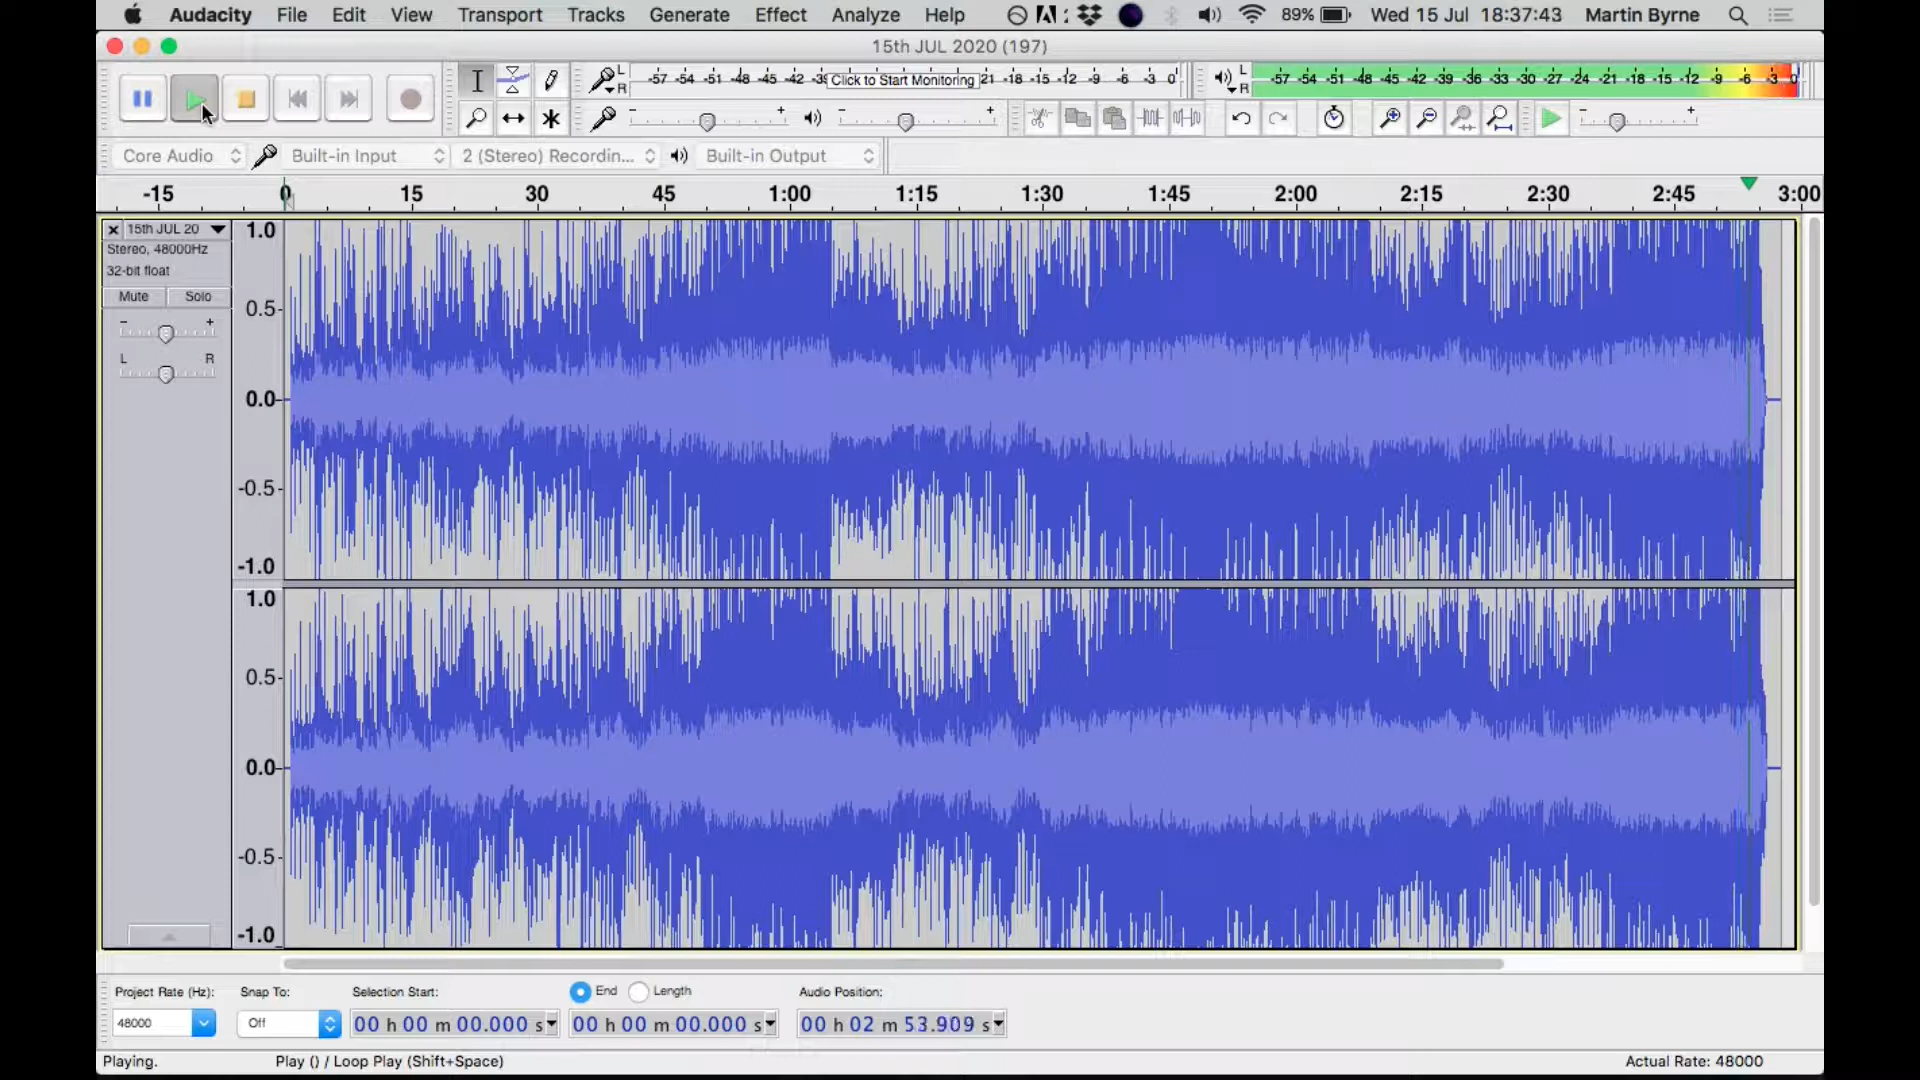 Audacity File Edit View Transport Tracks Generate Effect Analyze Help 89% Wed 15 Jul 18:37:43 Martin Byrne
15th JUL 2020 (197)
L R -57 -54 -51 -48 -45 -42 Click to Start Monitoring 21 -18 -15 -12 -9 -6 -3 0
L R -57 -54 -51 -48 -45 -42 -39 -36 -33 -30 -27 -24 -21 -18 -15 -12 -9 -6 -3 0
Core Audio Built-in Input 2 (Stereo) Recordin... Built-in Output
-15 0 15 30 45 1:00 1:15 1:30 1:45 2:00 2:15 2:30 2:45 3:00
15th JUL 20
Stereo, 48000Hz
32-bit float
Mute Solo
- +
L R
1.0
0.5
0.0
-0.5
-1.0
1.0
0.5
0.0
-0.5
-1.0
Project Rate (Hz): Snap To: Selection Start: End Length Audio Position:
48000 Off 00 h 00 m 00.000 s 00 h 00 m 00.000 s 00 h 02 m 53.909 s
Playing. Play () / Loop Play (Shift+Space) Actual Rate: 48000